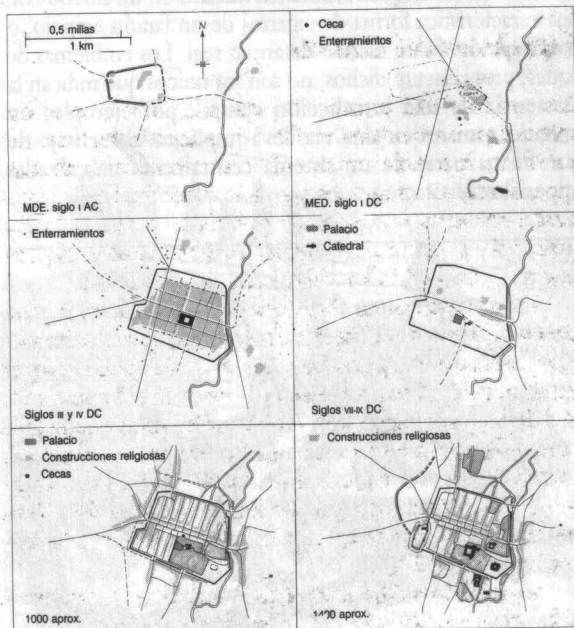 0,5 millas
1 km
N
MDE. siglo I AC
Ceca
Enterramientos
MED. siglo I DC
Enterramientos
Siglos III y IV DC
Palacio
Catedral
Siglos VII-IX DC
Palacio
Construcciones religiosas
Cecas
1000 aprox.
Construcciones religiosas
1400 aprox.